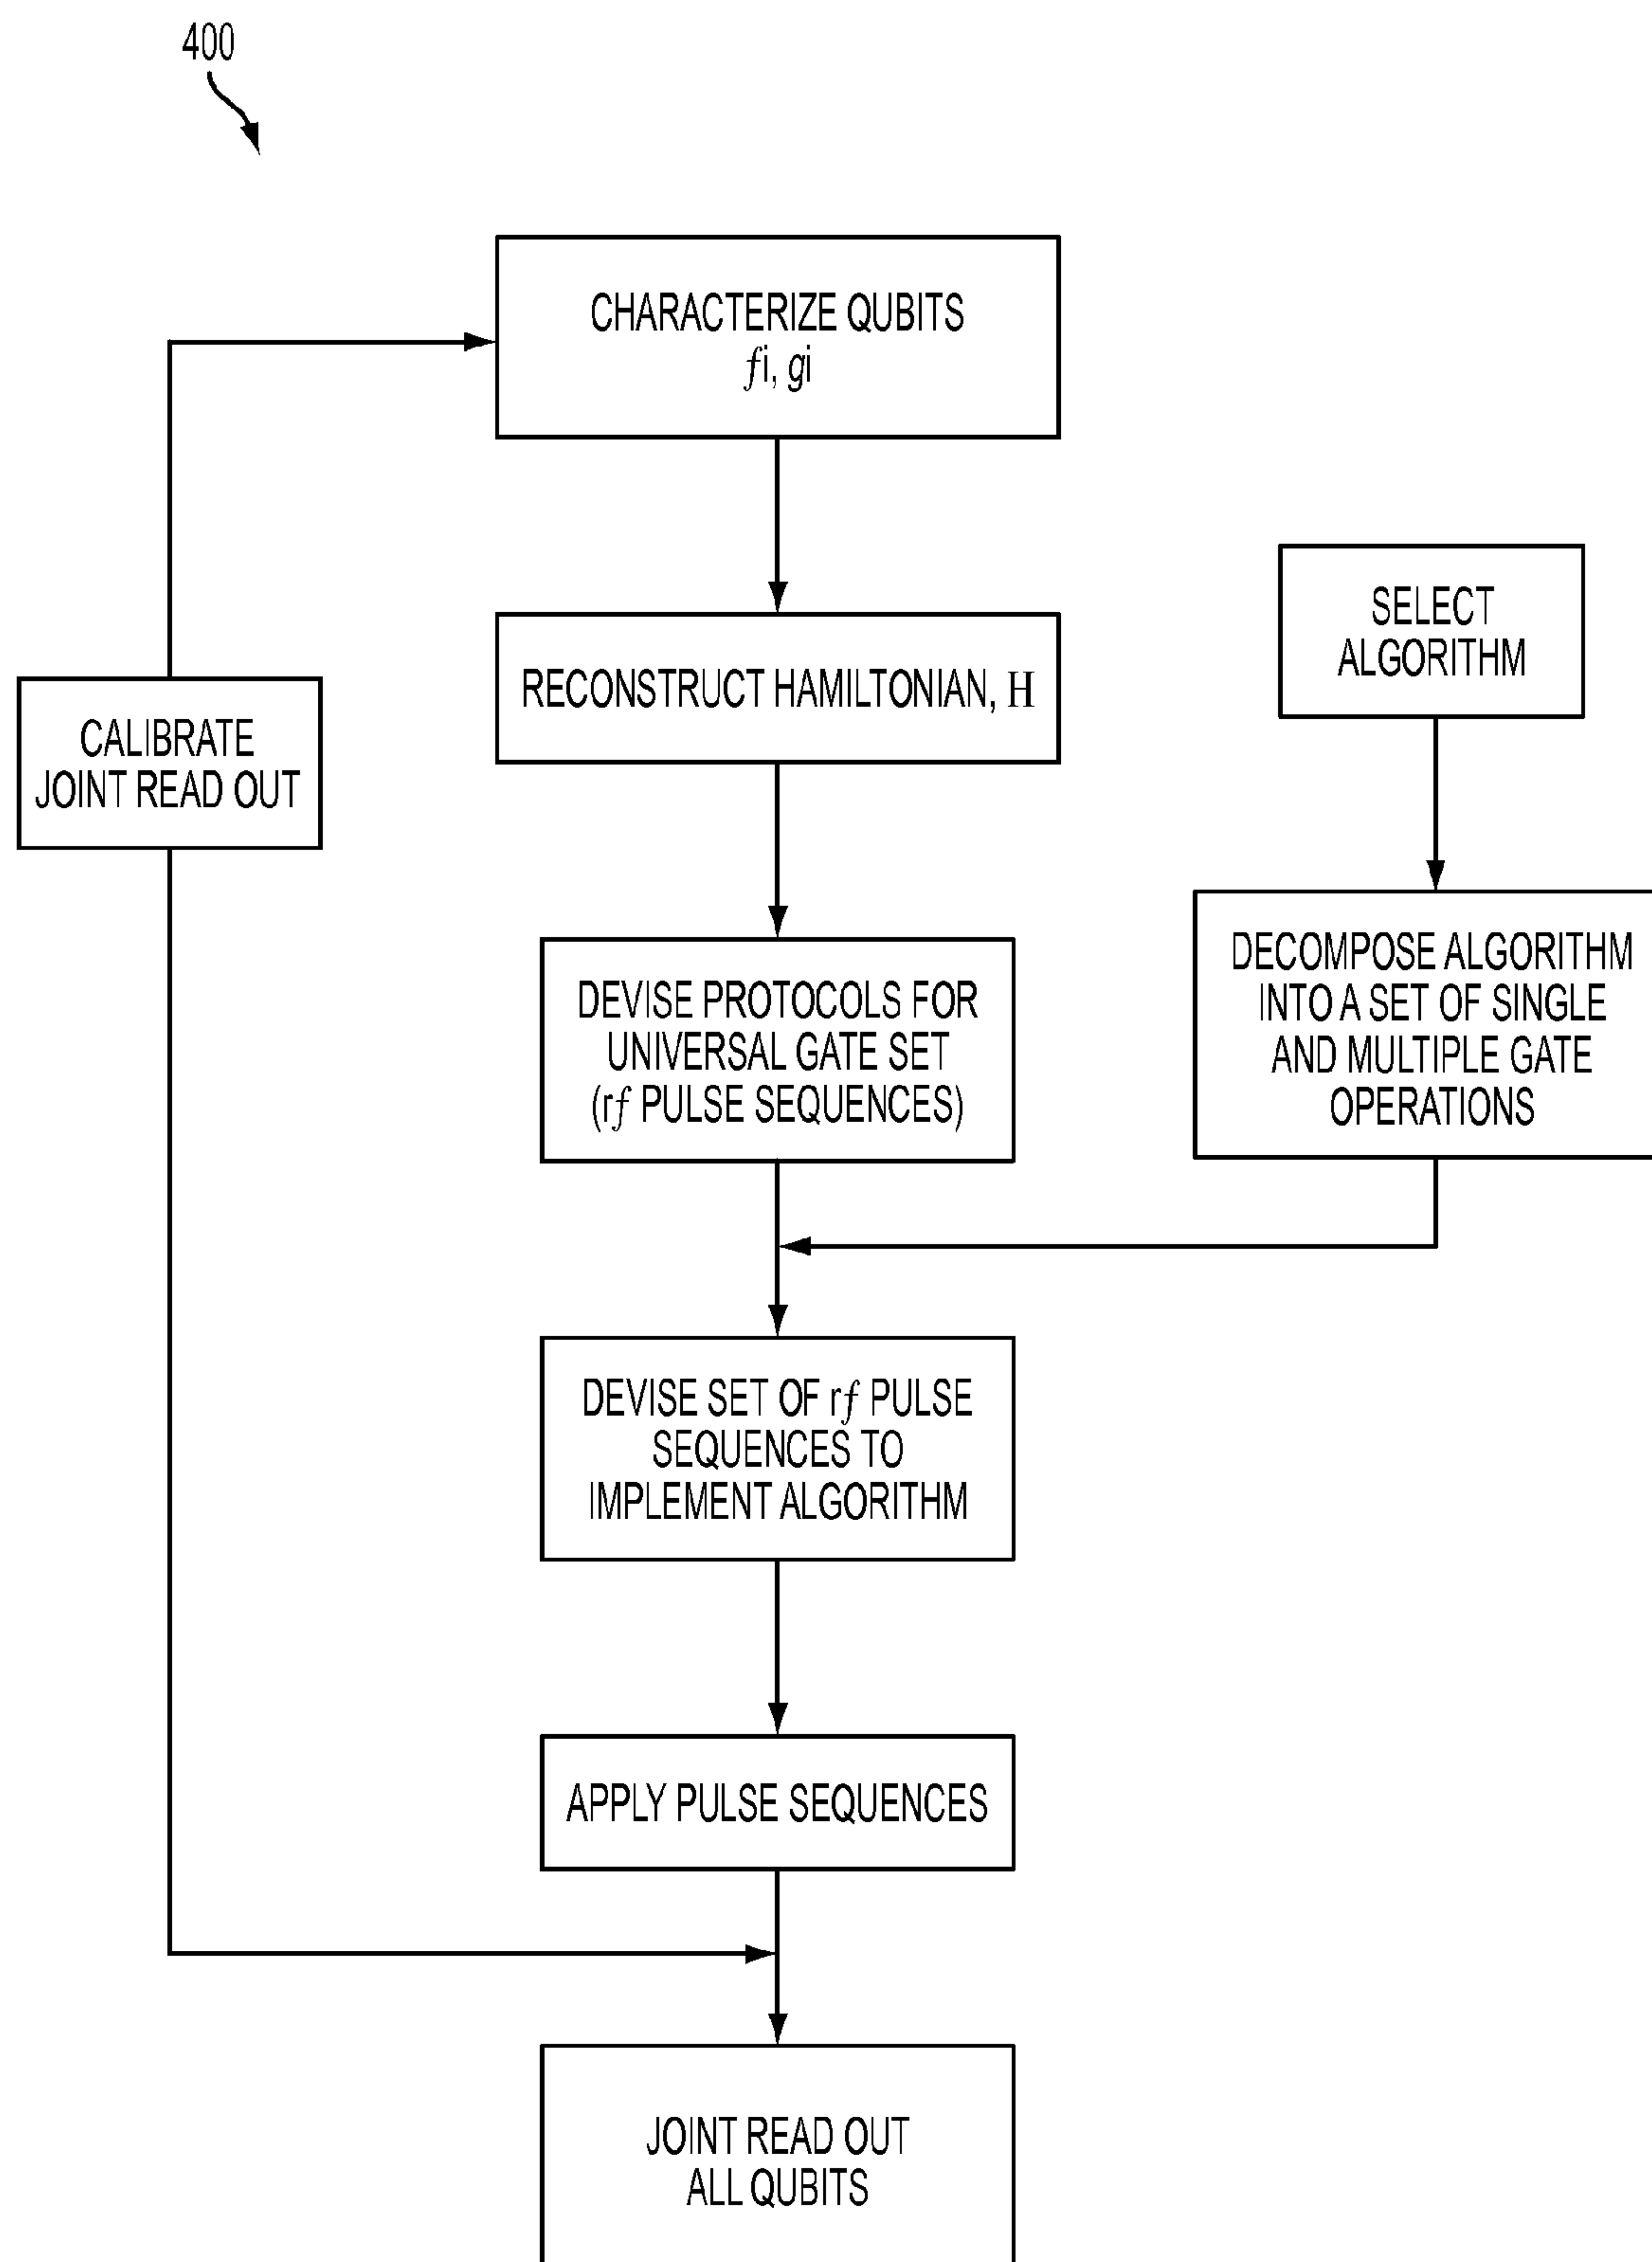 400
CHARACTERIZE QUBITS
fi, gi
RECONSTRUCT HAMILTONIAN, H
SELECT
ALGORITHM
CALIBRATE
JOINT READ OUT
DEVISE PROTOCOLS FOR
UNIVERSAL GATE SET
(rf PULSE SEQUENCES)
DECOMPOSE ALGORITHM
INTO A SET OF SINGLE
AND MULTIPLE GATE
OPERATIONS
DEVISE SET OF rf PULSE
SEQUENCES TO
IMPLEMENT ALGORITHM
APPLY PULSE SEQUENCES
JOINT READ OUT
ALL QUBITS